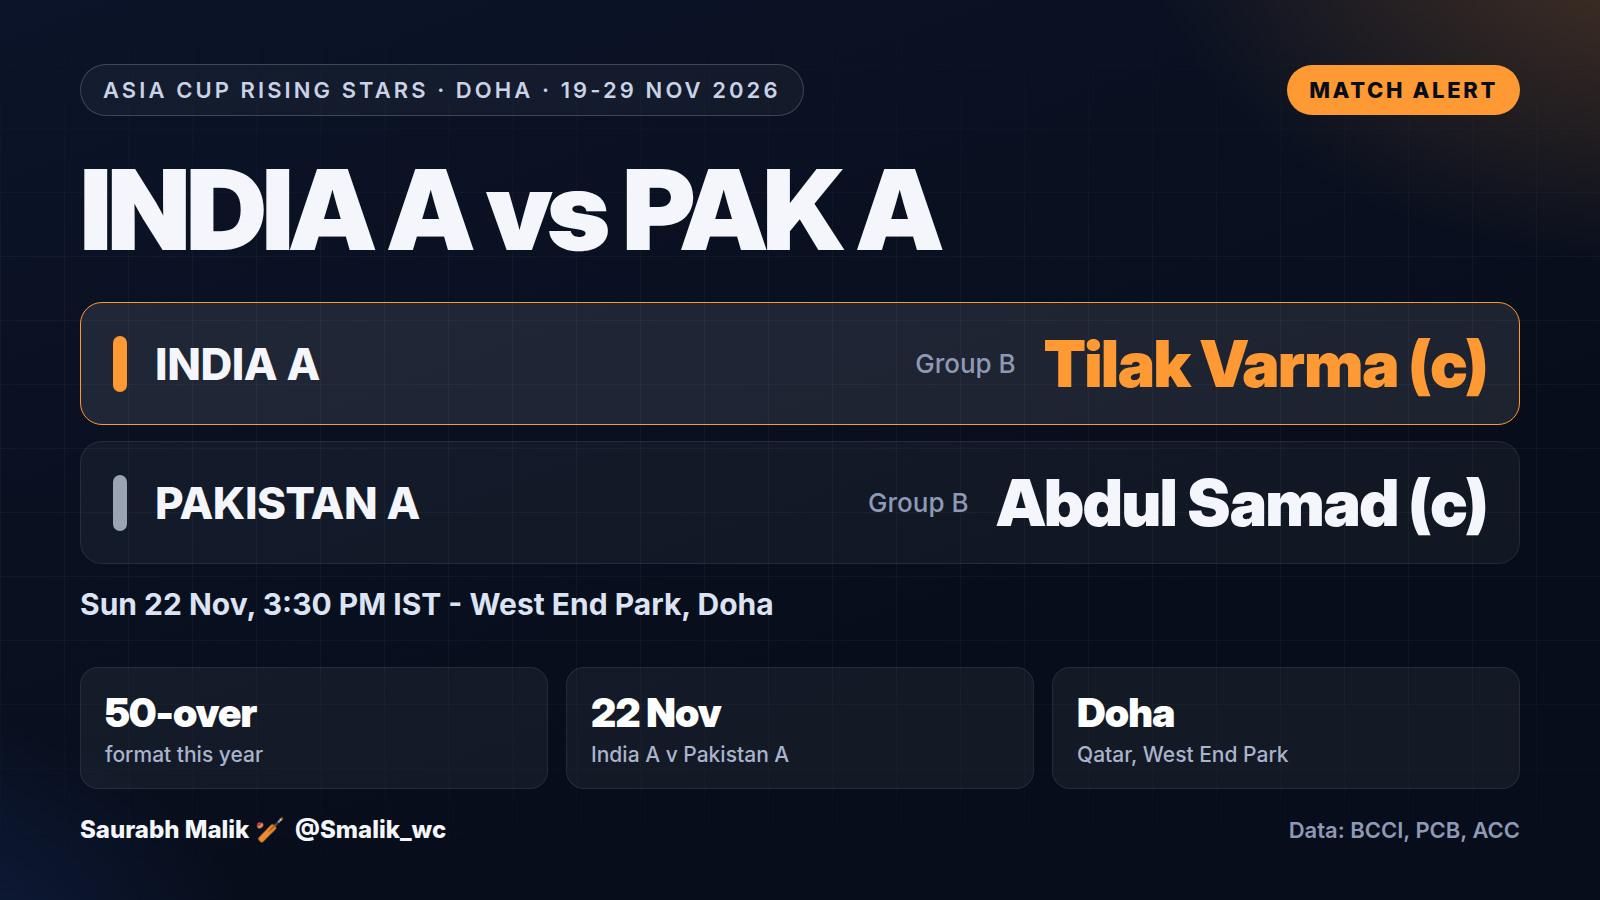 ASIA CUP RISING STARS · DOHA · 19-29 NOV 2026
MATCH ALERT
INDIA A vs PAK A
INDIA A
Group B
Tilak Varma (c)
PAKISTAN A
Group B
Abdul Samad (c)
Sun 22 Nov, 3:30 PM IST - West End Park, Doha
50-over
format this year
22 Nov
India A v Pakistan A
Doha
Qatar, West End Park
Saurabh Malik 🏏 @Smalik_wc
Data: BCCI, PCB, ACC